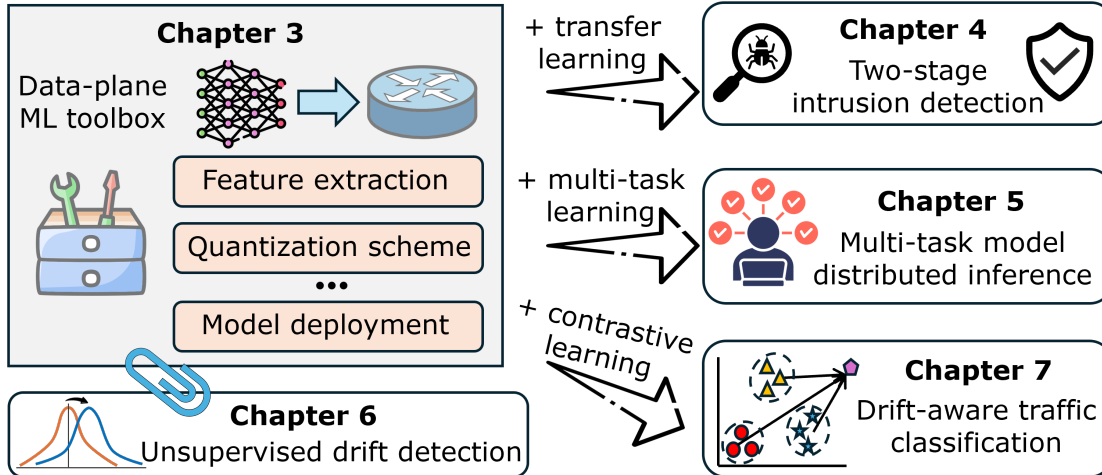 Chapter 3
Data-plane
ML toolbox
Feature extraction
Quantization scheme
•••
Model deployment
+ transfer
learning
Chapter 4
Two-stage
intrusion detection
+ multi-task
learning
Chapter 5
Multi-task model
distributed inference
+ contrastive
learning
Chapter 6
Unsupervised drift detection
Chapter 7
Drift-aware traffic
classification